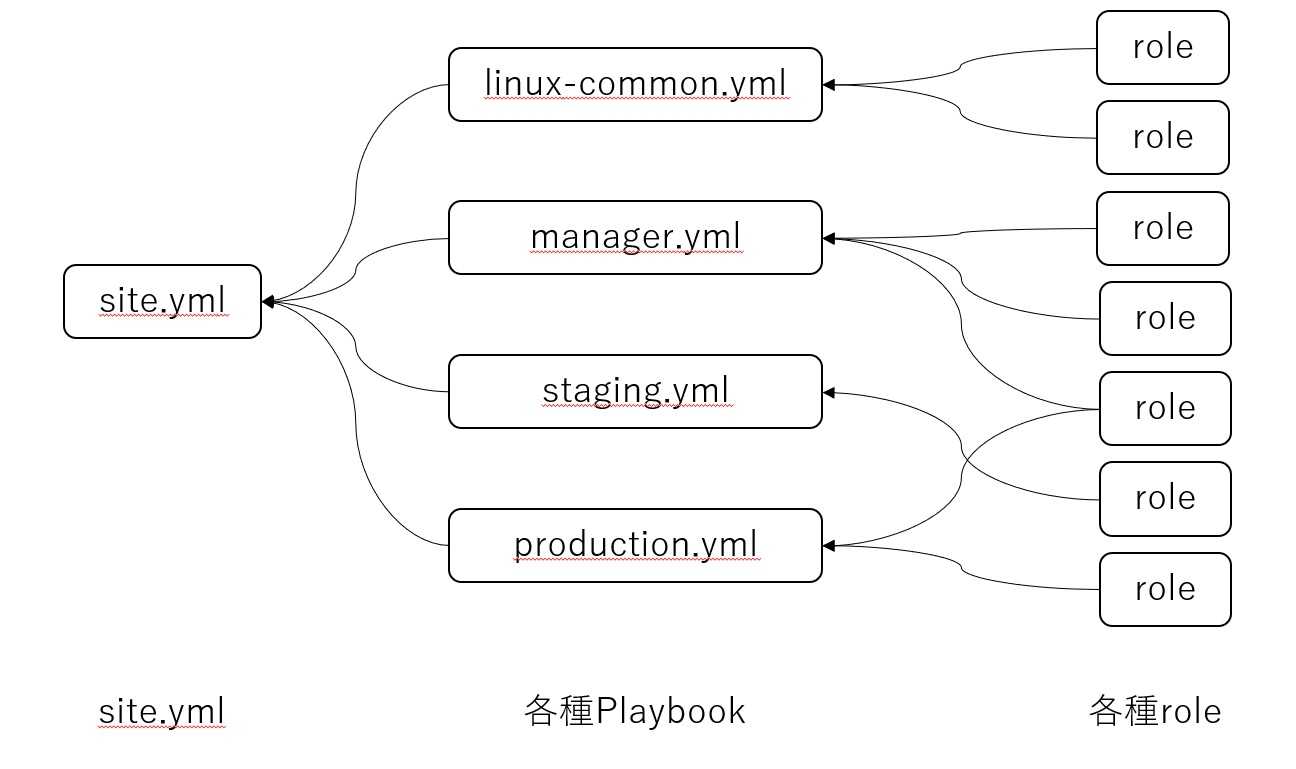 site.yml
linux-common.yml
manager.yml
staging.yml
production.yml
role
role
role
role
role
role
role
site.yml
各種Playbook
各種role